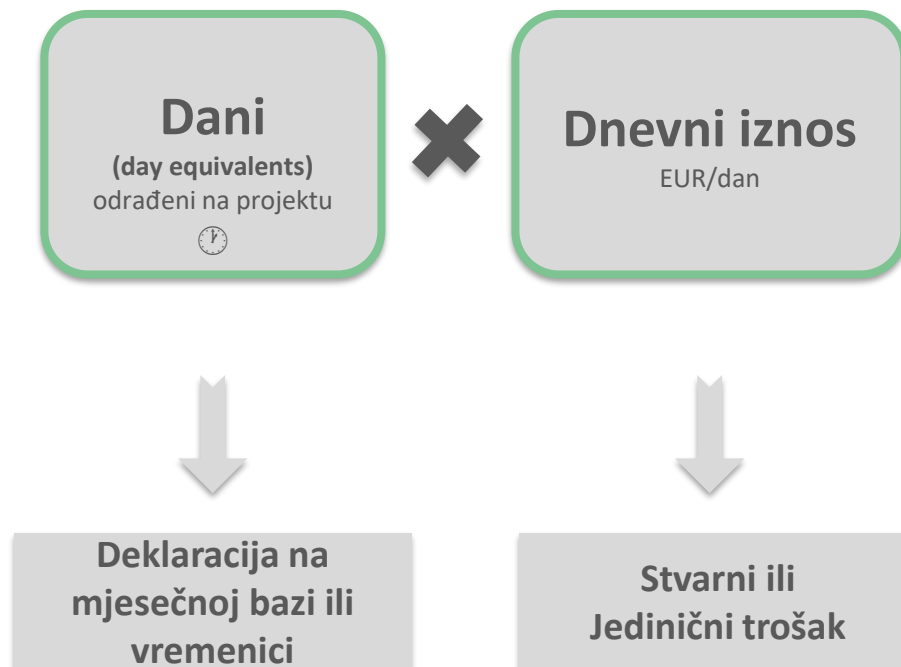 Dani
(day equivalents)
odrađeni na projektu
Dnevni iznos
EUR/dan
Deklaracija na
mjesečnoj bazi ili
vremenici
Stvarni ili
Jedinični trošak